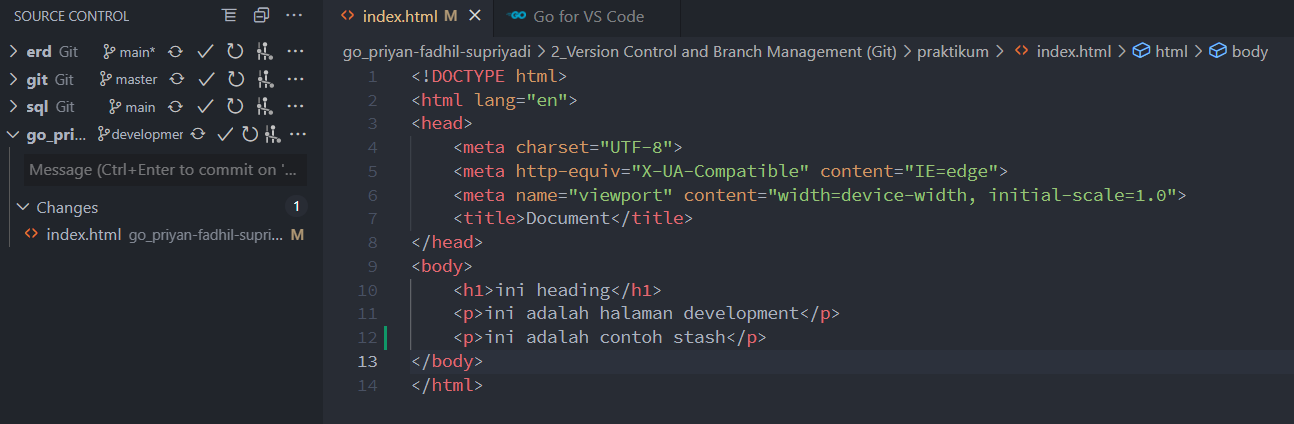 SOURCE CONTROL
erd Git main*
git Git master
sql Git main
go_pri... developmer
Message (Ctrl+Enter to commit on '...
Changes 1
index.html go_priyan-fadhil-supri... M
index.html M
Go for VS Code
go_priyan-fadhil-supriyadi > 2_Version Control and Branch Management (Git) > praktikum > index.html > html > body
1 <!DOCTYPE html>
2 <html lang="en">
3 <head>
4 <meta charset="UTF-8">
5 <meta http-equiv="X-UA-Compatible" content="IE=edge">
6 <meta name="viewport" content="width=device-width, initial-scale=1.0">
7 <title>Document</title>
8 </head>
9 <body>
10 <h1>ini heading</h1>
11 <p>ini adalah halaman development</p>
12 <p>ini adalah contoh stash</p>
13 </body>
14 </html>